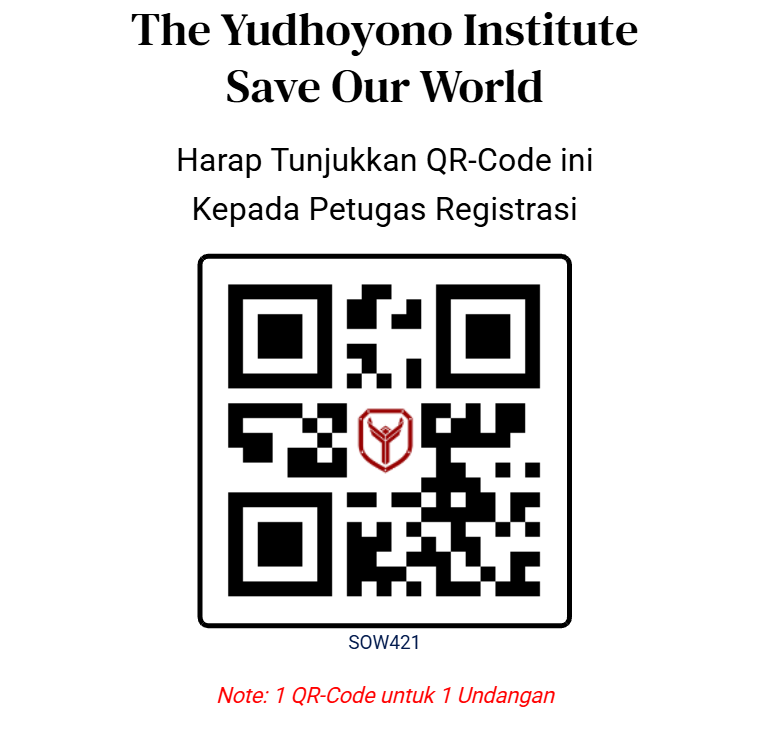 The Yudhoyono Institute
Save Our World
Harap Tunjukkan QR-Code ini
Kepada Petugas Registrasi
SOW421
Note: 1 QR-Code untuk 1 Undangan